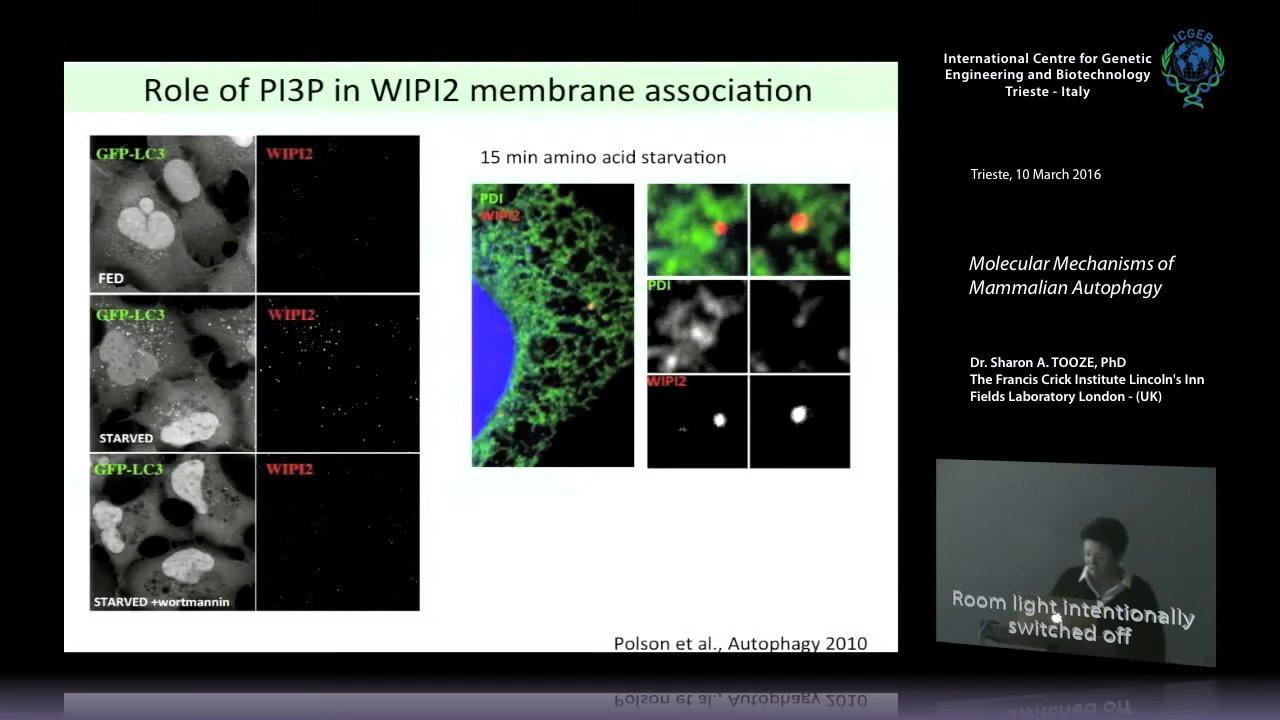 Role of PI3P in WIPI2 membrane association
GFP-LC3
WIPI2
FED
GFP-LC3
WIPI2
STARVED
GFP-LC3
WIPI2
STARVED +wortmannin
15 min amino acid starvation
PDI
WIPI2
PDI
WIPI2
Polson et al., Autophagy 2010
International Centre for Genetic
Engineering and Biotechnology
Trieste - Italy
ICGEB
Trieste, 10 March 2016
Molecular Mechanisms of
Mammalian Autophagy
Dr. Sharon A. TOOZE, PhD
The Francis Crick Institute Lincoln's Inn
Fields Laboratory London - (UK)
Room light intentionally
switched off